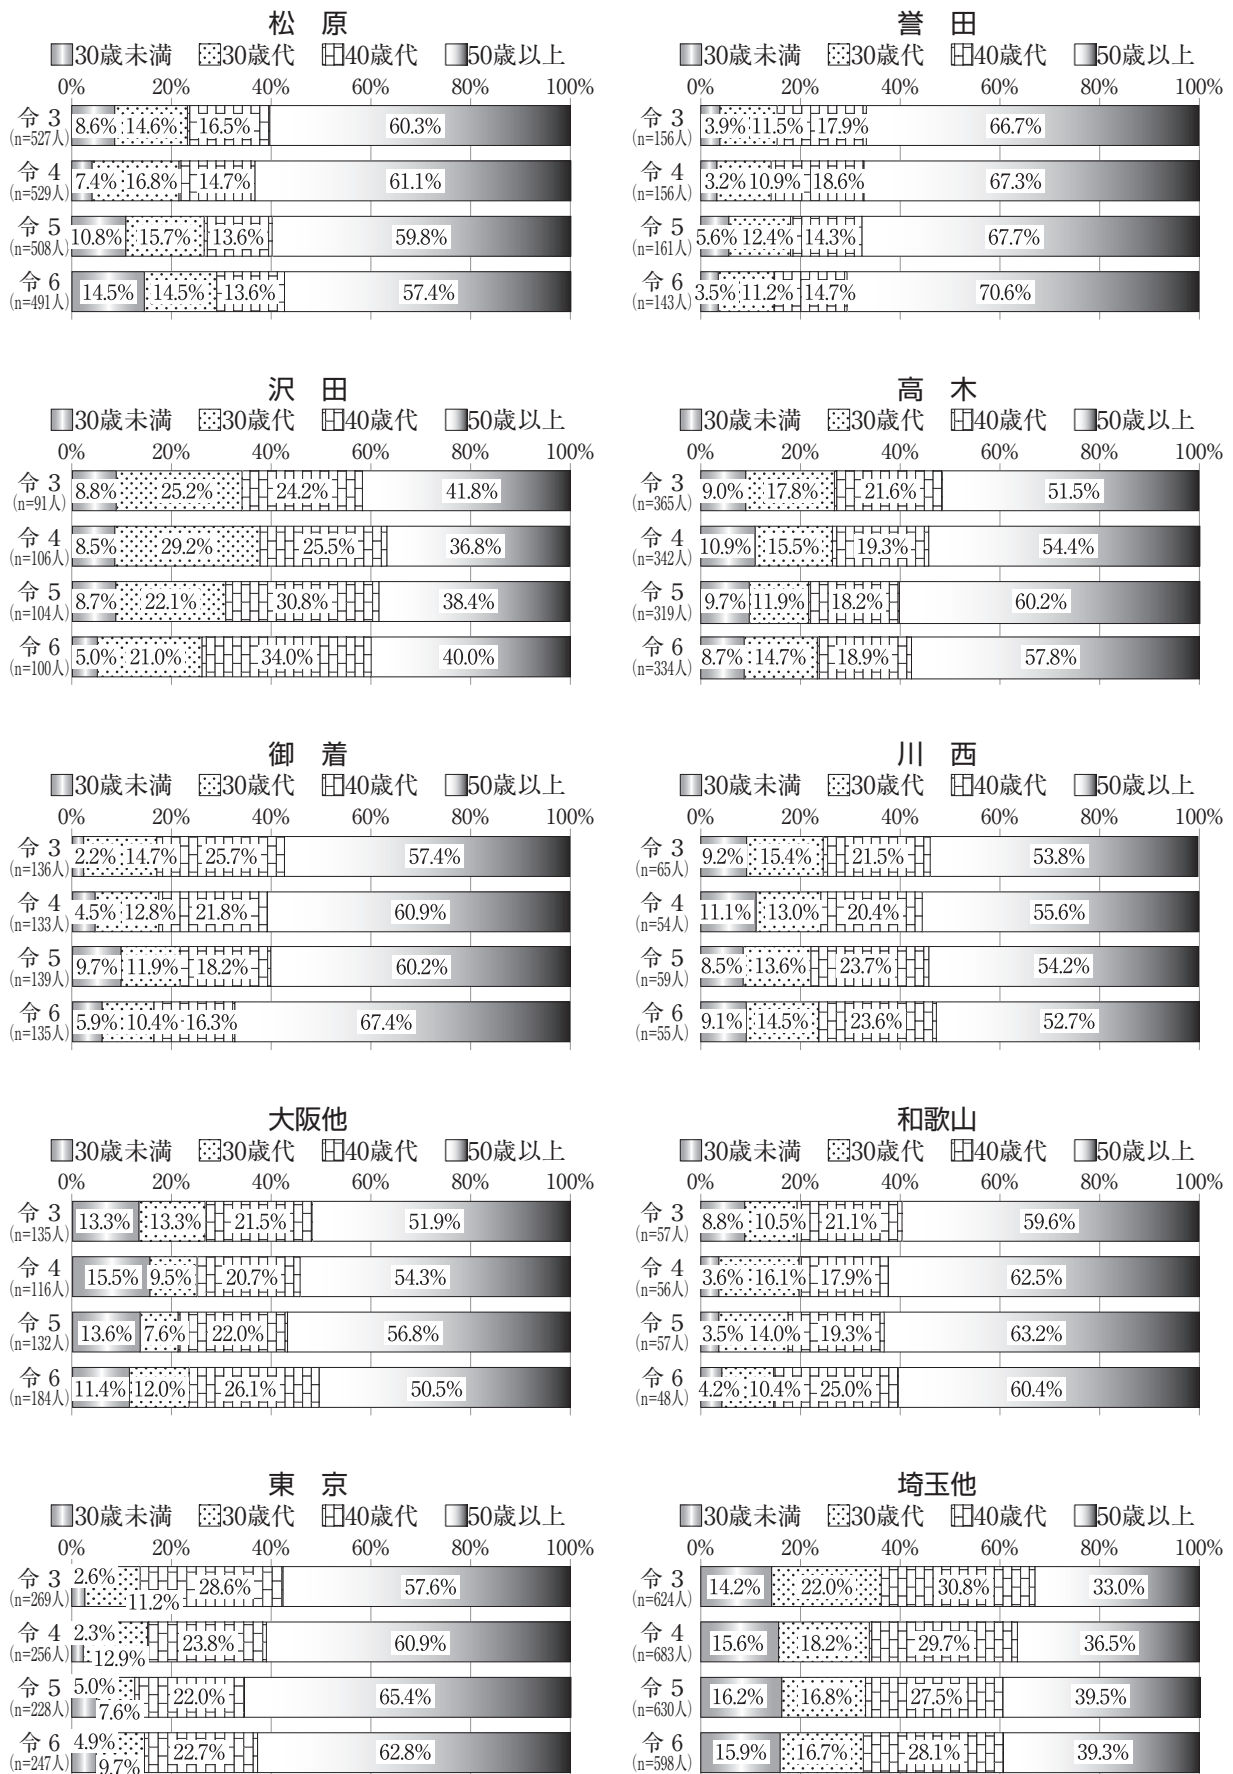 松　原
30歳未満 30歳代 40歳代 50歳以上
0% 20% 40% 60% 80% 100%
令3 8.6% 14.6% 16.5% 60.3%
(n=527人)
令4 7.4% 16.8% 14.7% 61.1%
(n=529人)
令5 10.8% 15.7% 13.6% 59.8%
(n=508人)
令6 14.5% 14.5% 13.6% 57.4%
(n=491人)
誉　田
30歳未満 30歳代 40歳代 50歳以上
0% 20% 40% 60% 80% 100%
令3 3.9% 11.5% 17.9% 66.7%
(n=156人)
令4 3.2% 10.9% 18.6% 67.3%
(n=156人)
令5 5.6% 12.4% 14.3% 67.7%
(n=161人)
令6 3.5% 11.2% 14.7% 70.6%
(n=143人)
沢　田
30歳未満 30歳代 40歳代 50歳以上
0% 20% 40% 60% 80% 100%
令3 8.8% 25.2% 24.2% 41.8%
(n=91人)
令4 8.5% 29.2% 25.5% 36.8%
(n=106人)
令5 8.7% 22.1% 30.8% 38.4%
(n=104人)
令6 5.0% 21.0% 34.0% 40.0%
(n=100人)
高　木
30歳未満 30歳代 40歳代 50歳以上
0% 20% 40% 60% 80% 100%
令3 9.0% 17.8% 21.6% 51.5%
(n=365人)
令4 10.9% 15.5% 19.3% 54.4%
(n=342人)
令5 9.7% 11.9% 18.2% 60.2%
(n=319人)
令6 8.7% 14.7% 18.9% 57.8%
(n=334人)
御　着
30歳未満 30歳代 40歳代 50歳以上
0% 20% 40% 60% 80% 100%
令3 2.2% 14.7% 25.7% 57.4%
(n=136人)
令4 4.5% 12.8% 21.8% 60.9%
(n=133人)
令5 9.7% 11.9% 18.2% 60.2%
(n=139人)
令6 5.9% 10.4% 16.3% 67.4%
(n=135人)
川　西
30歳未満 30歳代 40歳代 50歳以上
0% 20% 40% 60% 80% 100%
令3 9.2% 15.4% 21.5% 53.8%
(n=65人)
令4 11.1% 13.0% 20.4% 55.6%
(n=54人)
令5 8.5% 13.6% 23.7% 54.2%
(n=59人)
令6 9.1% 14.5% 23.6% 52.7%
(n=55人)
大阪他
30歳未満 30歳代 40歳代 50歳以上
0% 20% 40% 60% 80% 100%
令3 13.3% 13.3% 21.5% 51.9%
(n=135人)
令4 15.5% 9.5% 20.7% 54.3%
(n=116人)
令5 13.6% 7.6% 22.0% 56.8%
(n=132人)
令6 11.4% 12.0% 26.1% 50.5%
(n=184人)
和歌山
30歳未満 30歳代 40歳代 50歳以上
0% 20% 40% 60% 80% 100%
令3 8.8% 10.5% 21.1% 59.6%
(n=57人)
令4 3.6% 16.1% 17.9% 62.5%
(n=56人)
令5 3.5% 14.0% 19.3% 63.2%
(n=57人)
令6 4.2% 10.4% 25.0% 60.4%
(n=48人)
東　京
30歳未満 30歳代 40歳代 50歳以上
0% 20% 40% 60% 80% 100%
令3 2.6% 11.2% 28.6% 57.6%
(n=269人)
令4 2.3% 12.9% 23.8% 60.9%
(n=256人)
令5 5.0% 7.6% 22.0% 65.4%
(n=228人)
令6 4.9% 9.7% 22.7% 62.8%
(n=247人)
埼玉他
30歳未満 30歳代 40歳代 50歳以上
0% 20% 40% 60% 80% 100%
令3 14.2% 22.0% 30.8% 33.0%
(n=624人)
令4 15.6% 18.2% 29.7% 36.5%
(n=683人)
令5 16.2% 16.8% 27.5% 39.5%
(n=630人)
令6 15.9% 16.7% 28.1% 39.3%
(n=598人)